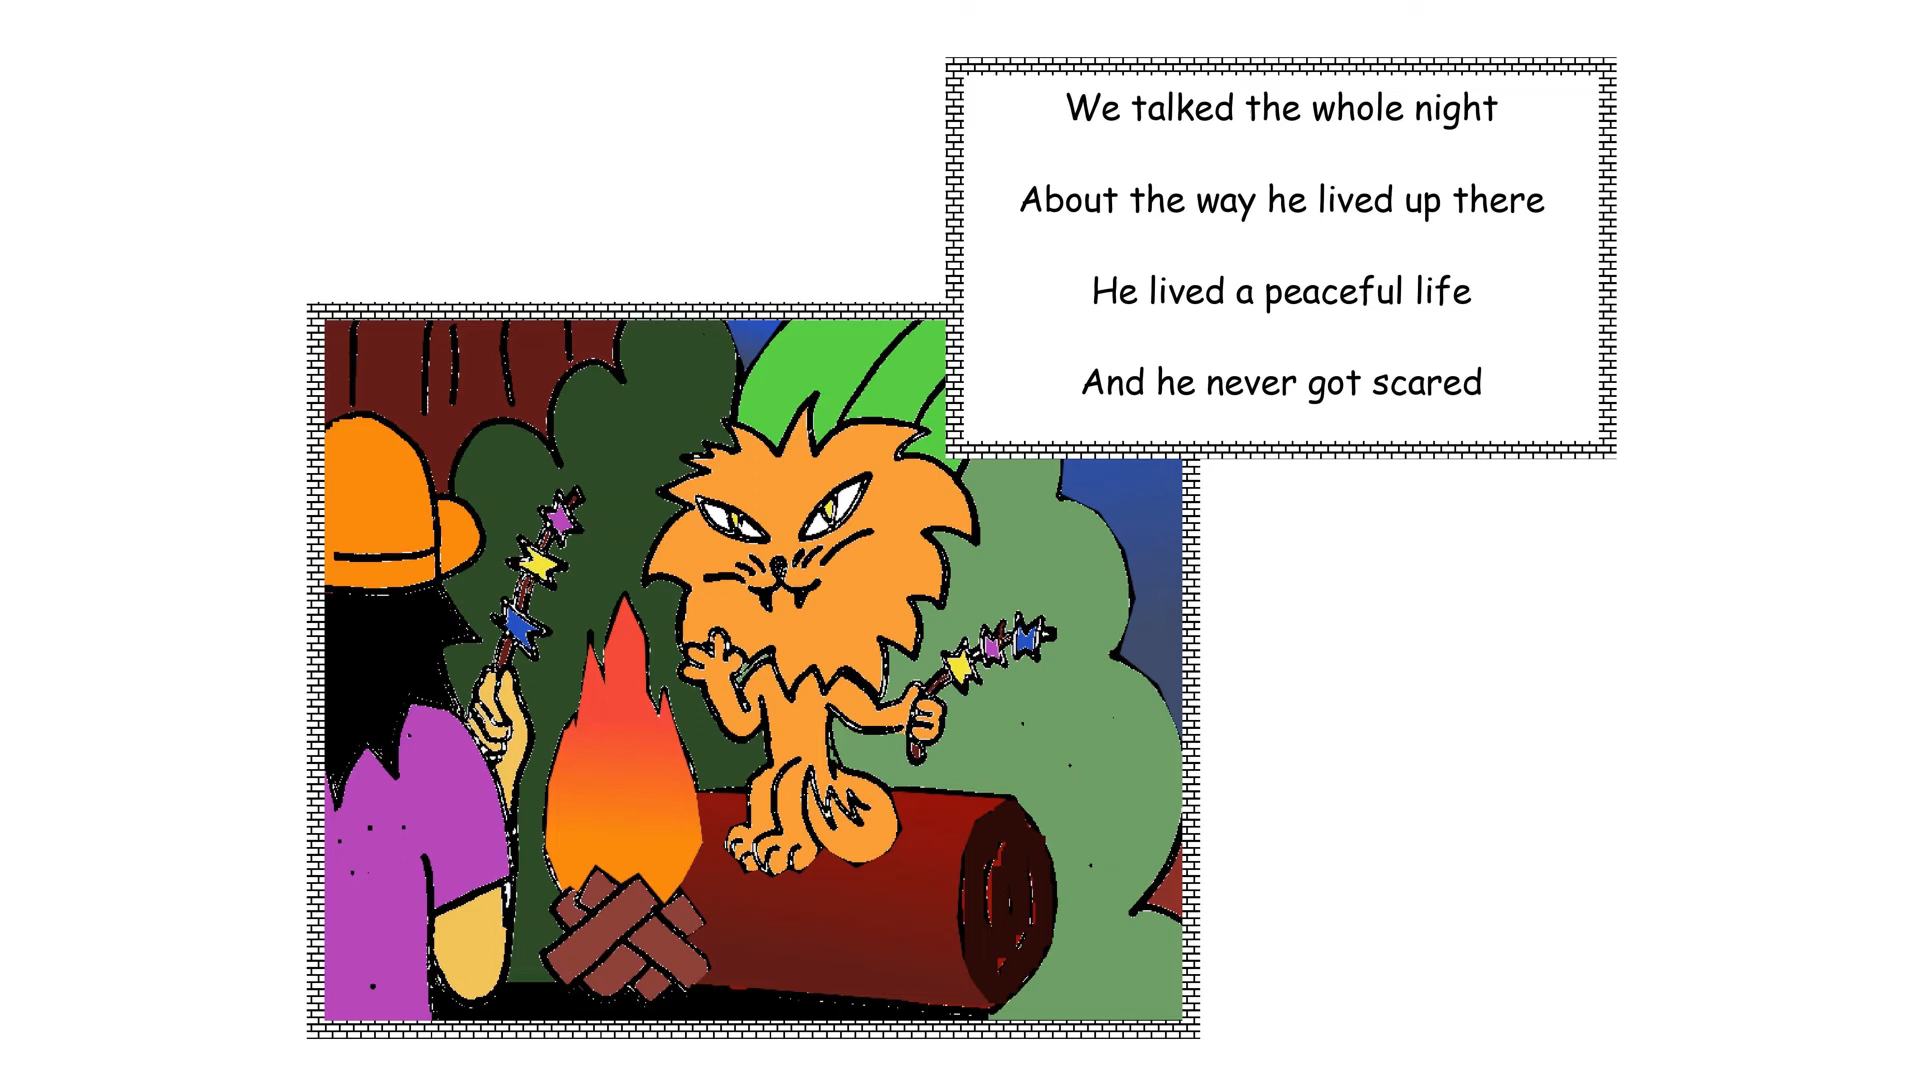 We talked the whole night
About the way he lived up there
He lived a peaceful life
And he never got scared